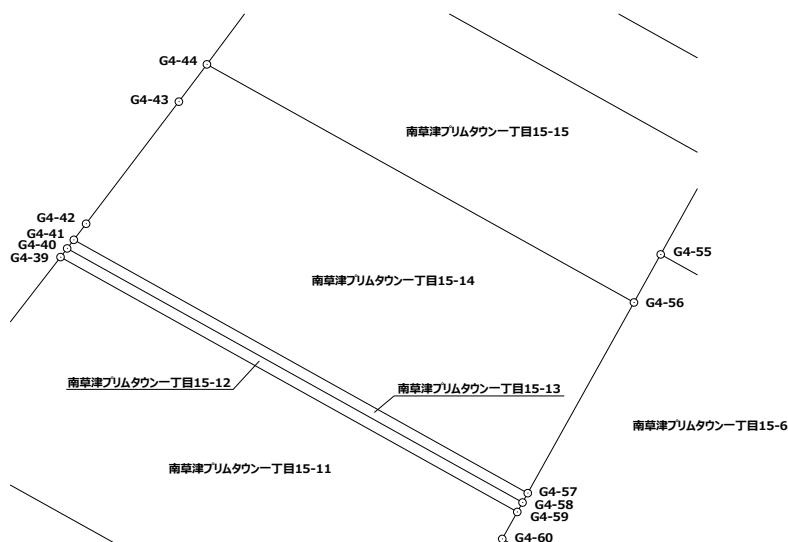 G4-44
G4-43
南草津プリムタウン一丁目15-15
G4-42
G4-41
G4-40
G4-39
G4-55
南草津プリムタウン一丁目15-14
G4-56
南草津プリムタウン一丁目15-12
南草津プリムタウン一丁目15-13
南草津プリムタウン一丁目15-6
南草津プリムタウン一丁目15-11
G4-57
G4-58
G4-59
G4-60